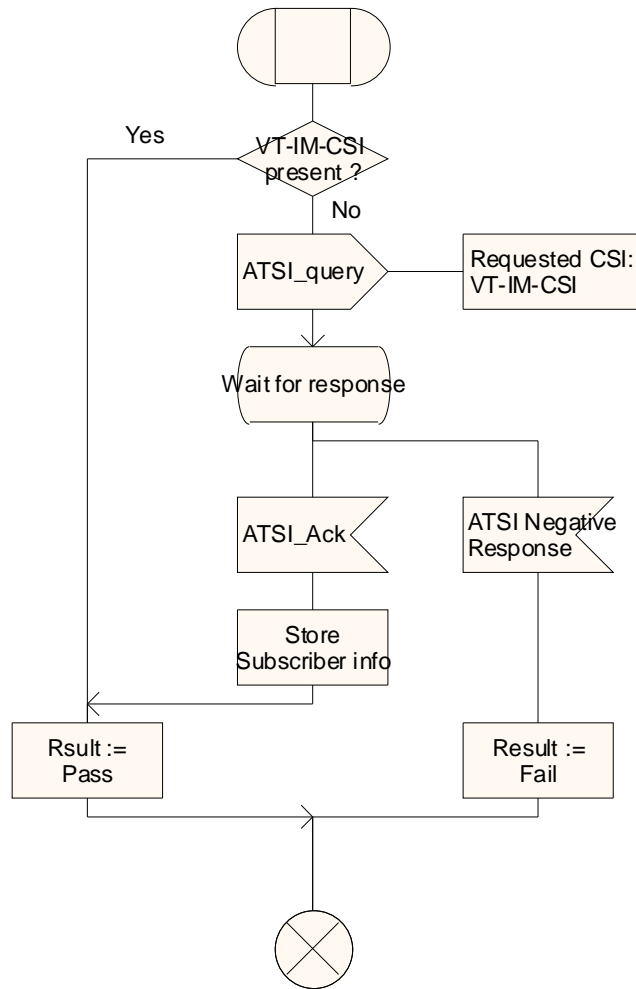 Yes
VT-IM-CSI
present ?
No
ATSI_query
Requested CSI:
VT-IM-CSI
Wait for response
ATSI_Ack
ATSI Negative
Response
Store
Subscriber info
Rsult :=
Pass
Result :=
Fail